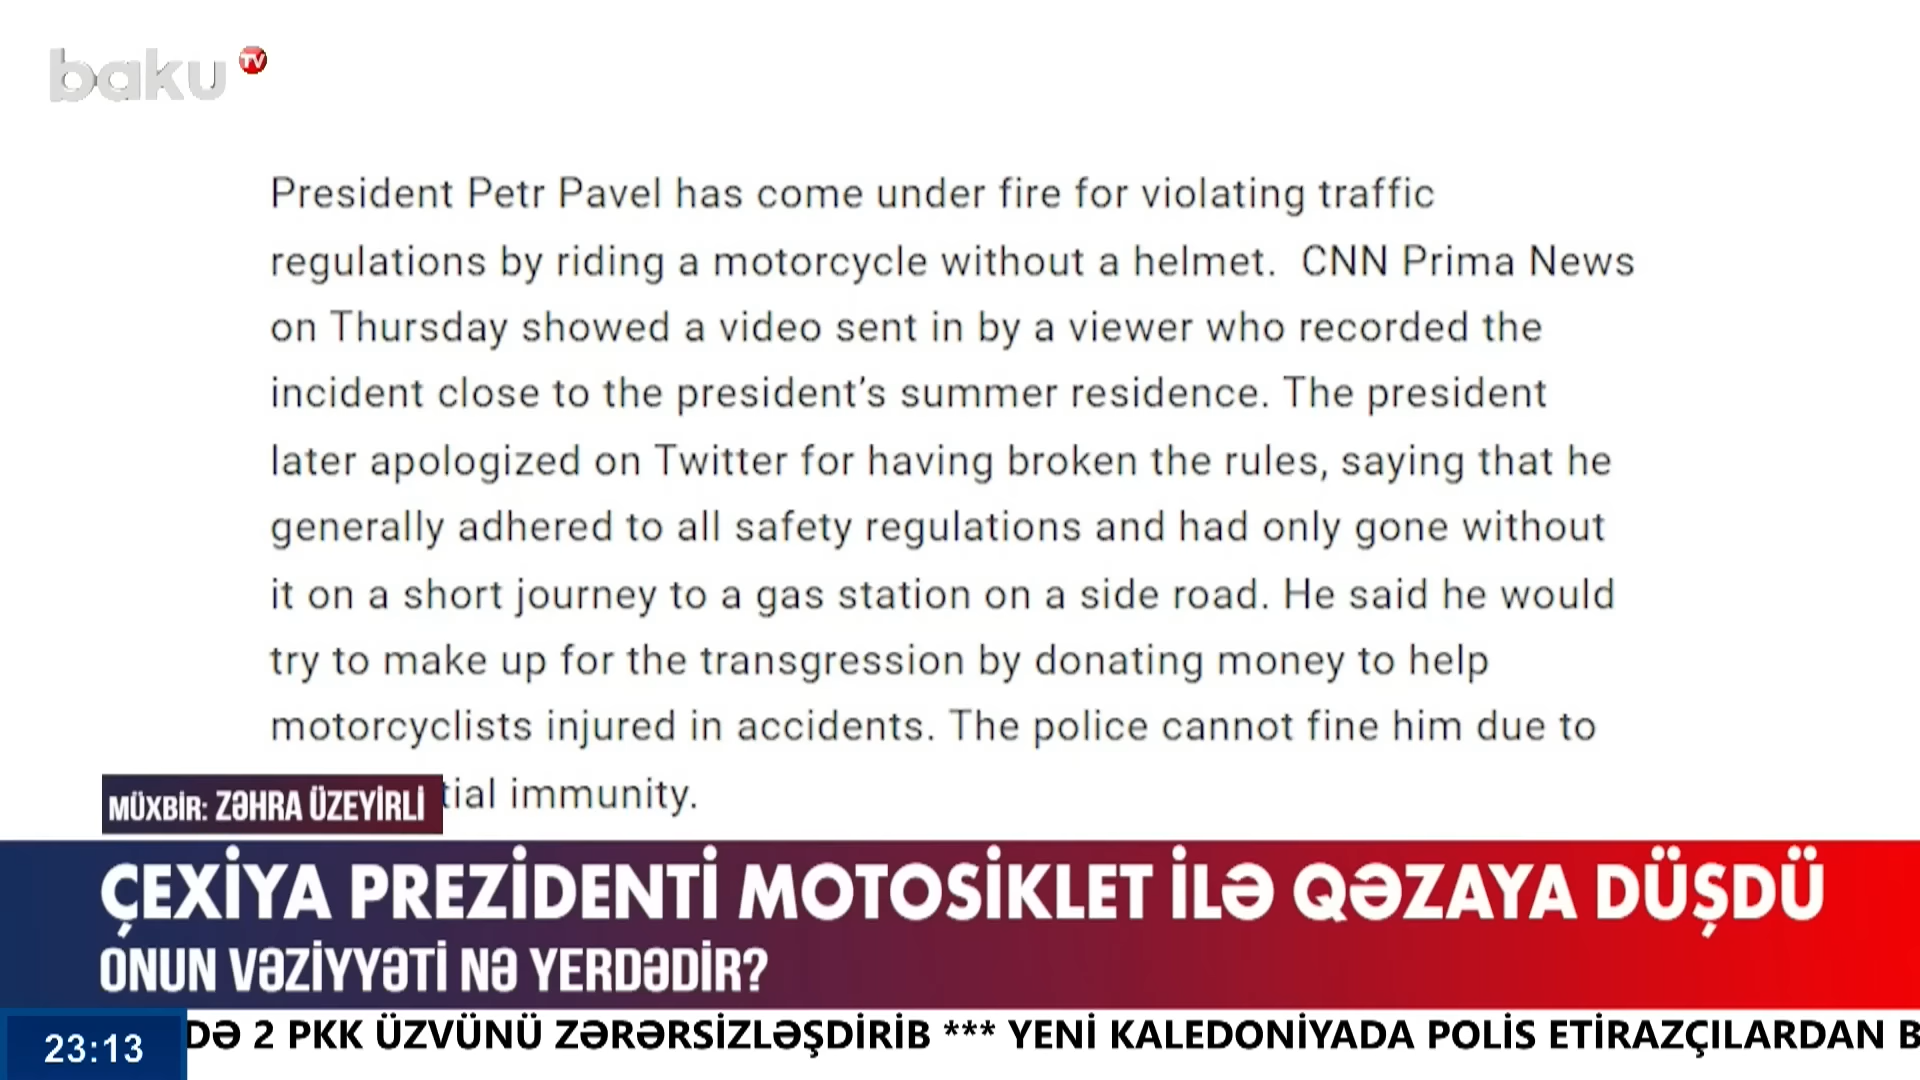 baku TV
President Petr Pavel has come under fire for violating traffic
regulations by riding a motorcycle without a helmet. CNN Prima News
on Thursday showed a video sent in by a viewer who recorded the
incident close to the president’s summer residence. The president
later apologized on Twitter for having broken the rules, saying that he
generally adhered to all safety regulations and had only gone without
it on a short journey to a gas station on a side road. He said he would
try to make up for the transgression by donating money to help
motorcyclists injured in accidents. The police cannot fine him due to
tial immunity.
MÜXBİR: ZƏHRA ÜZEYİRLİ
ÇEXİYA PREZİDENTİ MOTOSİKLET İLƏ QƏZAYA DÜŞDÜ
ONUN VƏZİYYƏTİ NƏ YERDƏDİR?
23:13 DƏ 2 PKK ÜZVÜNÜ ZƏRƏRSİZLƏŞDİRİB *** YENİ KALEDONİYADA POLİS ETİRAZÇILARDAN B